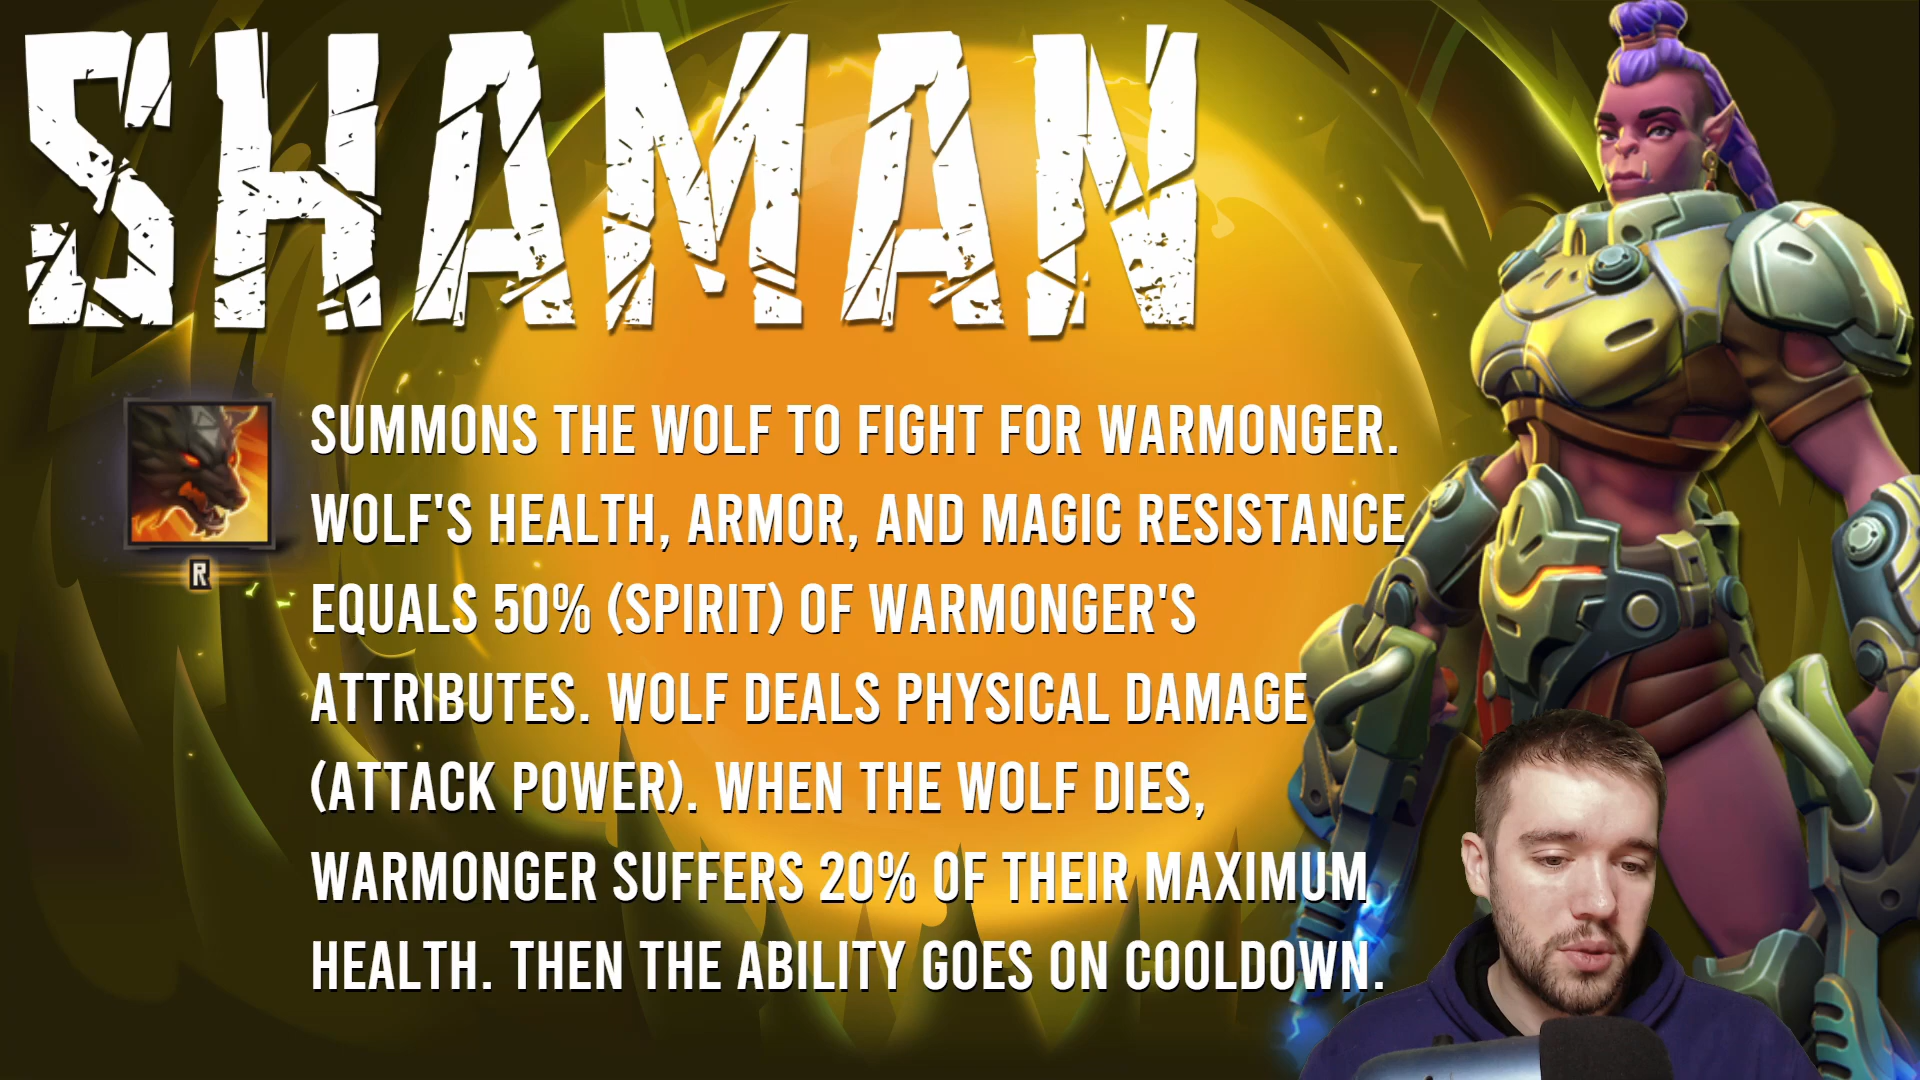 SHAMAN
SUMMONS THE WOLF TO FIGHT FOR WARMONGER.
WOLF'S HEALTH, ARMOR, AND MAGIC RESISTANCE
EQUALS 50% (SPIRIT) OF WARMONGER'S
ATTRIBUTES. WOLF DEALS PHYSICAL DAMAGE
(ATTACK POWER). WHEN THE WOLF DIES,
WARMONGER SUFFERS 20% OF THEIR MAXIMUM
HEALTH. THEN THE ABILITY GOES ON COOLDOWN.
R